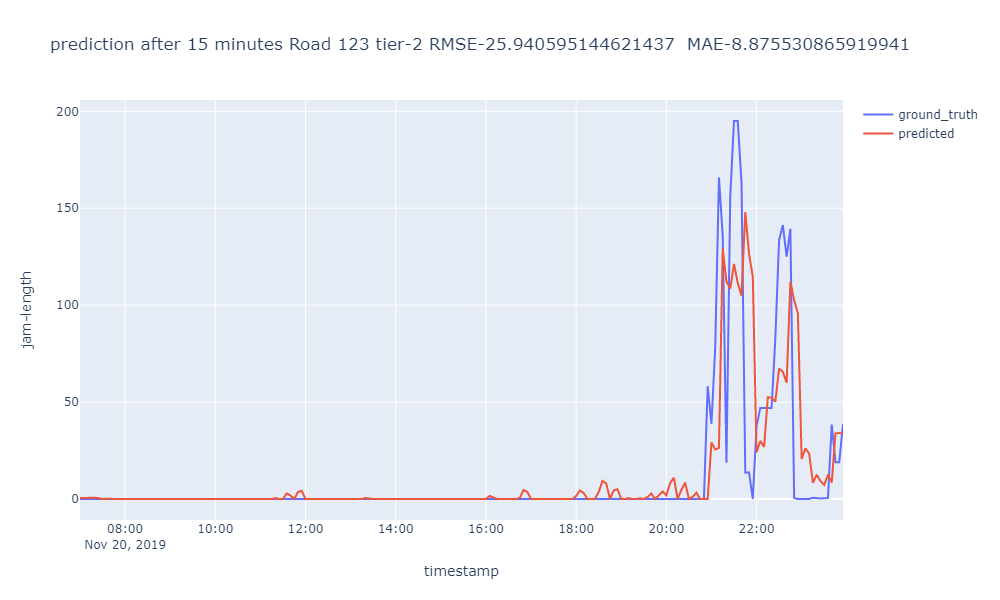 prediction after 15 minutes Road 123 tier-2 RMSE-25.940595144621437  MAE-8.875530865919941
ground_truth
predicted
200
150
100
50
0
jam-length
08:00 10:00 12:00 14:00 16:00 18:00 20:00 22:00
Nov 20, 2019
timestamp